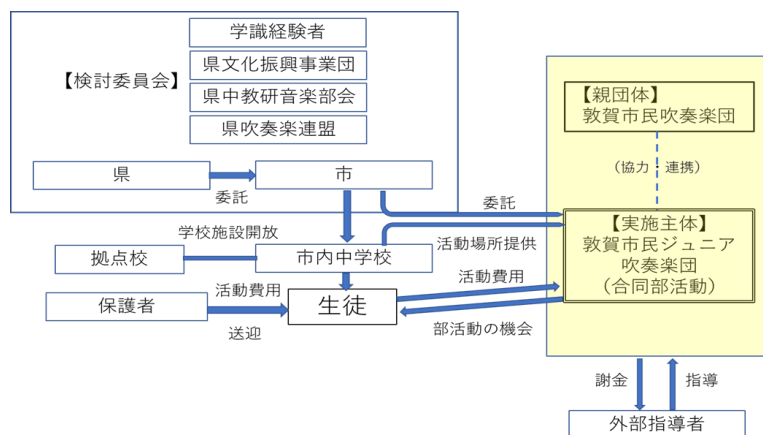 学識経験者
県文化振興事業団
【検討委員会】
県中教研音楽部会
県吹奏楽連盟
県
市
委託
【親団体】
敦賀市民吹奏楽団
（協力・連携）
委託
学校施設開放
活動場所提供
拠点校
市内中学校
【実施主体】
敦賀市民ジュニア
吹奏楽団
（合同部活動）
保護者
活動費用
送迎
生徒
活動費用
部活動の機会
謝金
指導
外部指導者